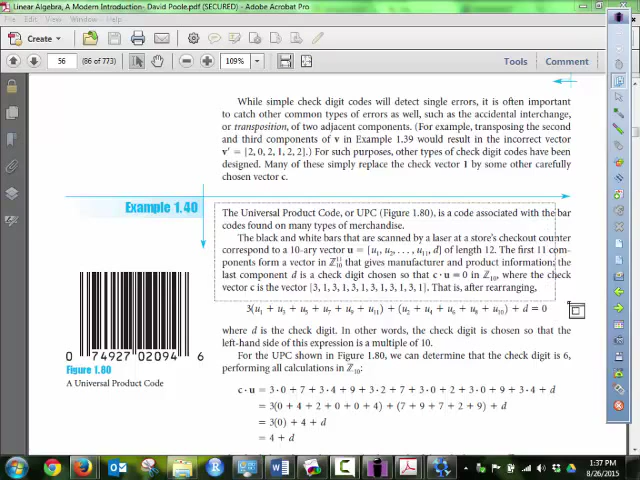 Linear Algebra, A Modern Introduction- David Poole.pdf (SECURED) - Adobe Acrobat Pro
File Edit View Window Help
Create
56 (86 of 773) 109% Tools Comment
While simple check digit codes will detect single errors, it is often important
to catch other common types of errors as well, such as the accidental interchange,
or transposition, of two adjacent components. (For example, transposing the second
and third components of v in Example 1.39 would result in the incorrect vector
v′ = [2, 0, 2, 1, 2, 2].) For such purposes, other types of check digit codes have been
designed. Many of these simply replace the check vector 1 by some other carefully
chosen vector c.
Example 1.40
The Universal Product Code, or UPC (Figure 1.80), is a code associated with the bar
codes found on many types of merchandise.
The black and white bars that are scanned by a laser at a store's checkout counter
correspond to a 10-ary vector u = [u₁, u₂, . . . , u₁₁, d] of length 12. The first 11 com-
ponents form a vector in ℤ₁₀¹¹ that gives manufacturer and product information; the
last component d is a check digit chosen so that c · u = 0 in ℤ₁₀, where the check
vector c is the vector [3, 1, 3, 1, 3, 1, 3, 1, 3, 1, 3, 1]. That is, after rearranging,
3(u₁ + u₃ + u₅ + u₇ + u₉ + u₁₁) + (u₂ + u₄ + u₆ + u₈ + u₁₀) + d = 0
where d is the check digit. In other words, the check digit is chosen so that the
left-hand side of this expression is a multiple of 10.
For the UPC shown in Figure 1.80, we can determine that the check digit is 6,
performing all calculations in ℤ₁₀:
c · u = 3 · 0 + 7 + 3 · 4 + 9 + 3 · 2 + 7 + 3 · 0 + 2 + 3 · 0 + 9 + 3 · 4 + d
= 3(0 + 4 + 2 + 0 + 0 + 4) + (7 + 9 + 7 + 2 + 9) + d
= 3(0) + 4 + d
= 4 + d
0 74927 02094 6
Figure 1.80
A Universal Product Code
1:37 PM
8/26/2015